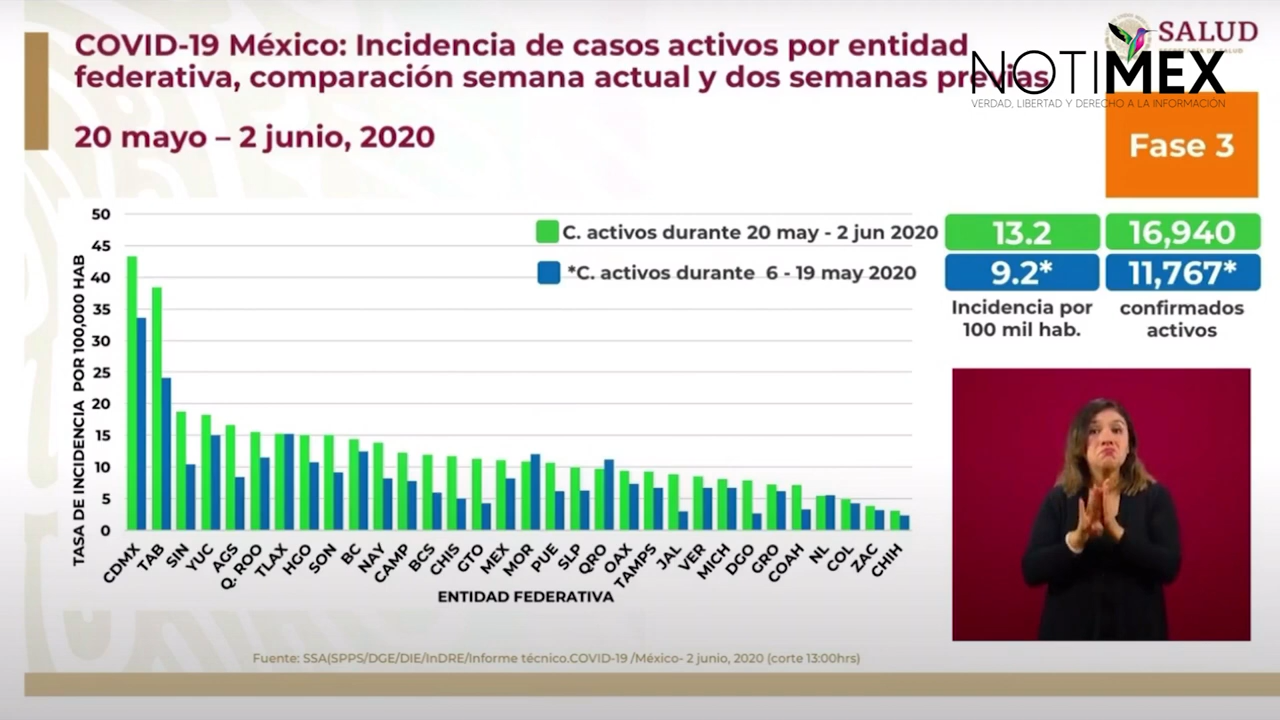 COVID-19 México: Incidencia de casos activos por entidad
federativa, comparación semana actual y dos semanas previas
20 mayo – 2 junio, 2020
SALUD
SECRETARÍA DE SALUD
NOTIMEX
VERDAD, LIBERTAD Y DERECHO A LA INFORMACIÓN
Fase 3
C. activos durante 20 may - 2 jun 2020
13.2
16,940
*C. activos durante 6 - 19 may 2020
9.2*
11,767*
Incidencia por
100 mil hab.
confirmados
activos
TASA DE INCIDENCIA POR 100,000 HAB
50
45
40
35
30
25
20
15
10
5
0
CDMX
TAB
SIN
YUC
AGS
Q. ROO
TLAX
HGO
SON
BC
NAY
CAMP
BCS
CHIS
GTO
MEX
MOR
PUE
SLP
QRO
OAX
TAMPS
JAL
VER
MICH
DGO
GRO
COAH
NL
COL
ZAC
CHIH
ENTIDAD FEDERATIVA
Fuente: SSA(SPPS/DGE/DIE/InDRE/Informe técnico.COVID-19 /México- 2 junio, 2020 (corte 13:00hrs)